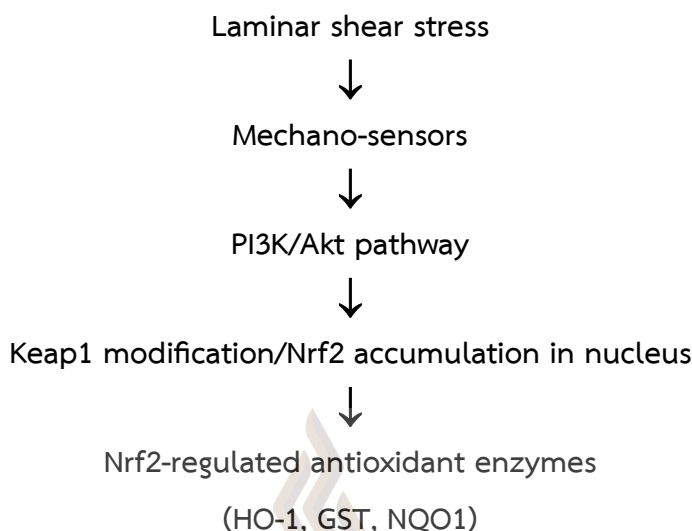 Laminar shear stress
↓
Mechano-sensors
↓
PI3K/Akt pathway
↓
Keap1 modification/Nrf2 accumulation in nucleus
↓
Nrf2-regulated antioxidant enzymes
(HO-1, GST, NQO1)